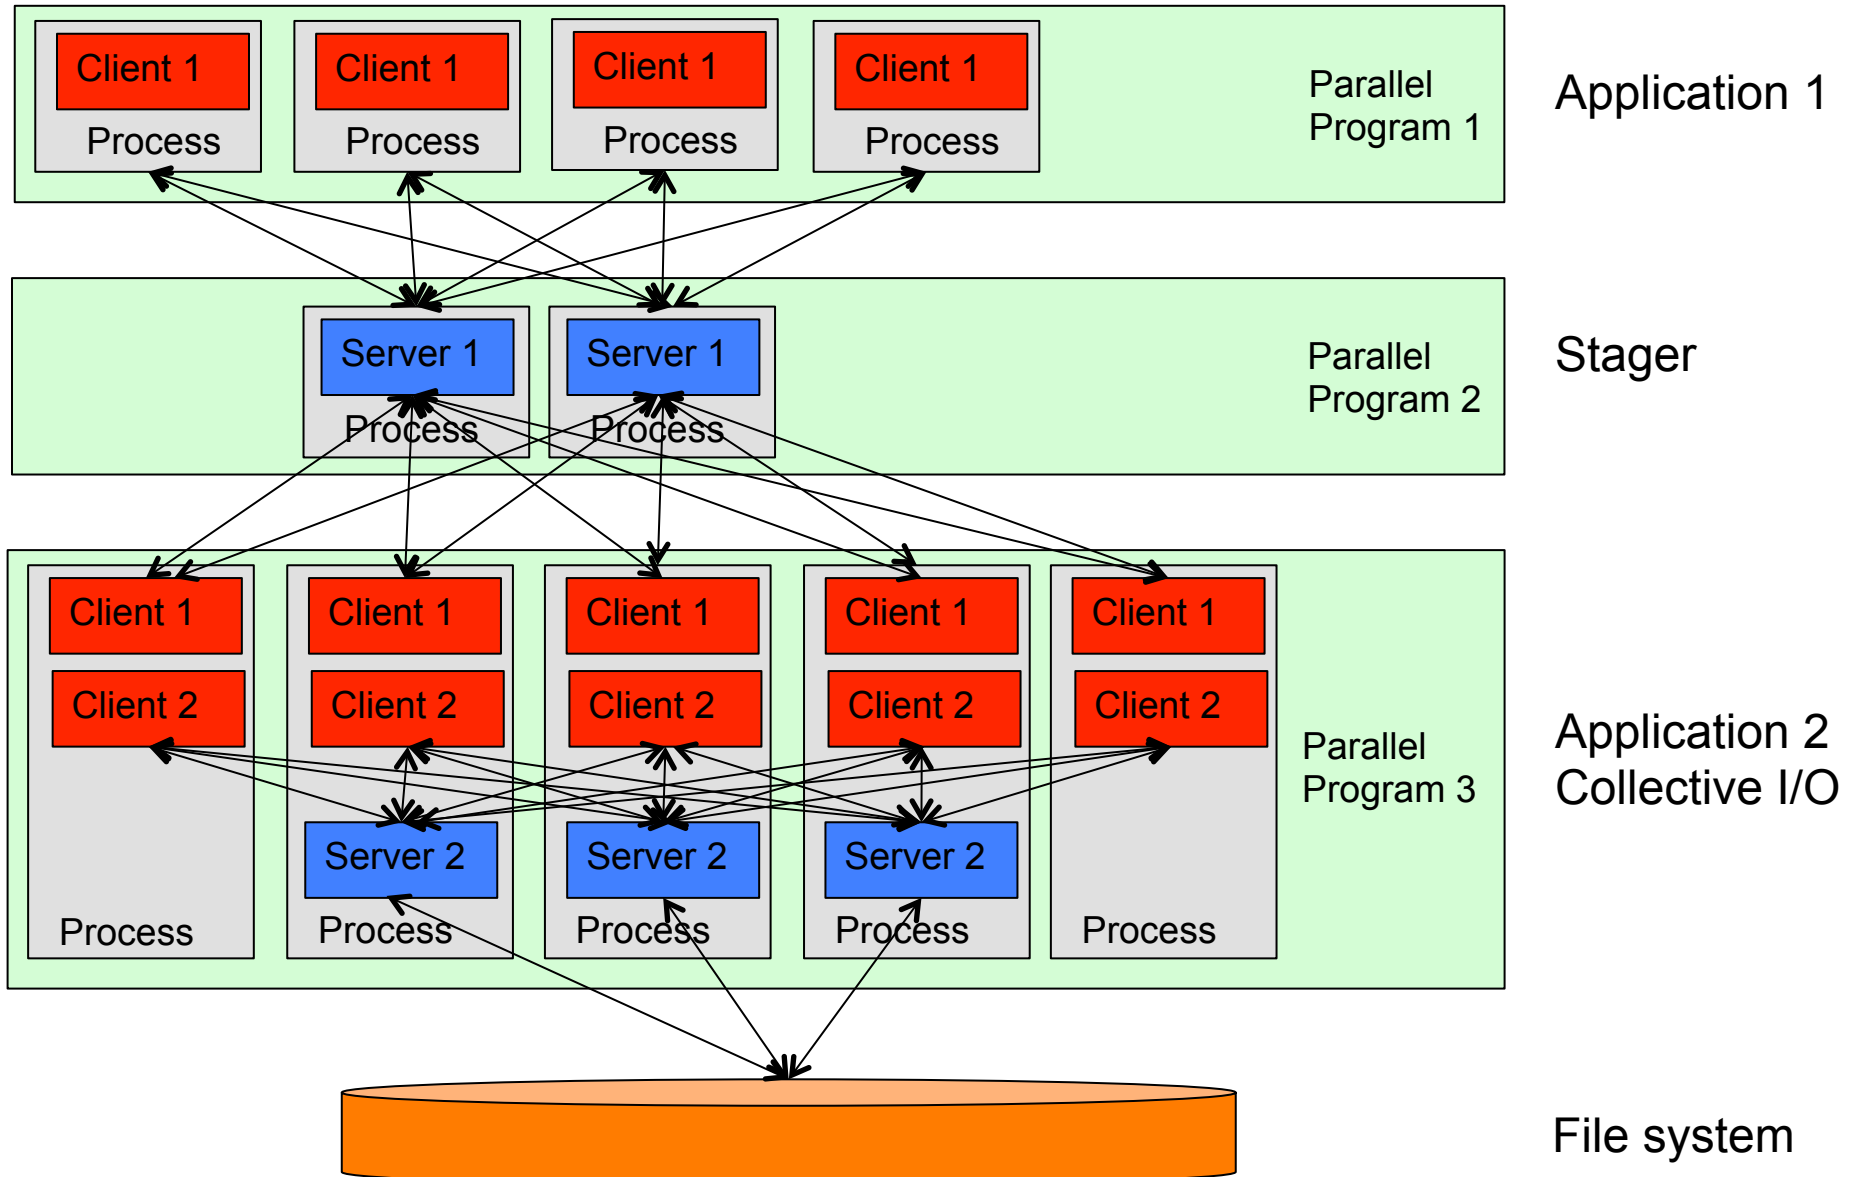 Client 1
Client 1
Client 1
Client 1
Process
Process
Process
Process
Parallel
Program 1
Application 1
Server 1
Server 1
Process
Process
Parallel
Program 2
Stager
Client 1
Client 1
Client 1
Client 1
Client 1
Client 2
Client 2
Client 2
Client 2
Client 2
Server 2
Server 2
Server 2
Process
Process
Process
Process
Process
Parallel
Program 3
Application 2
Collective I/O
File system